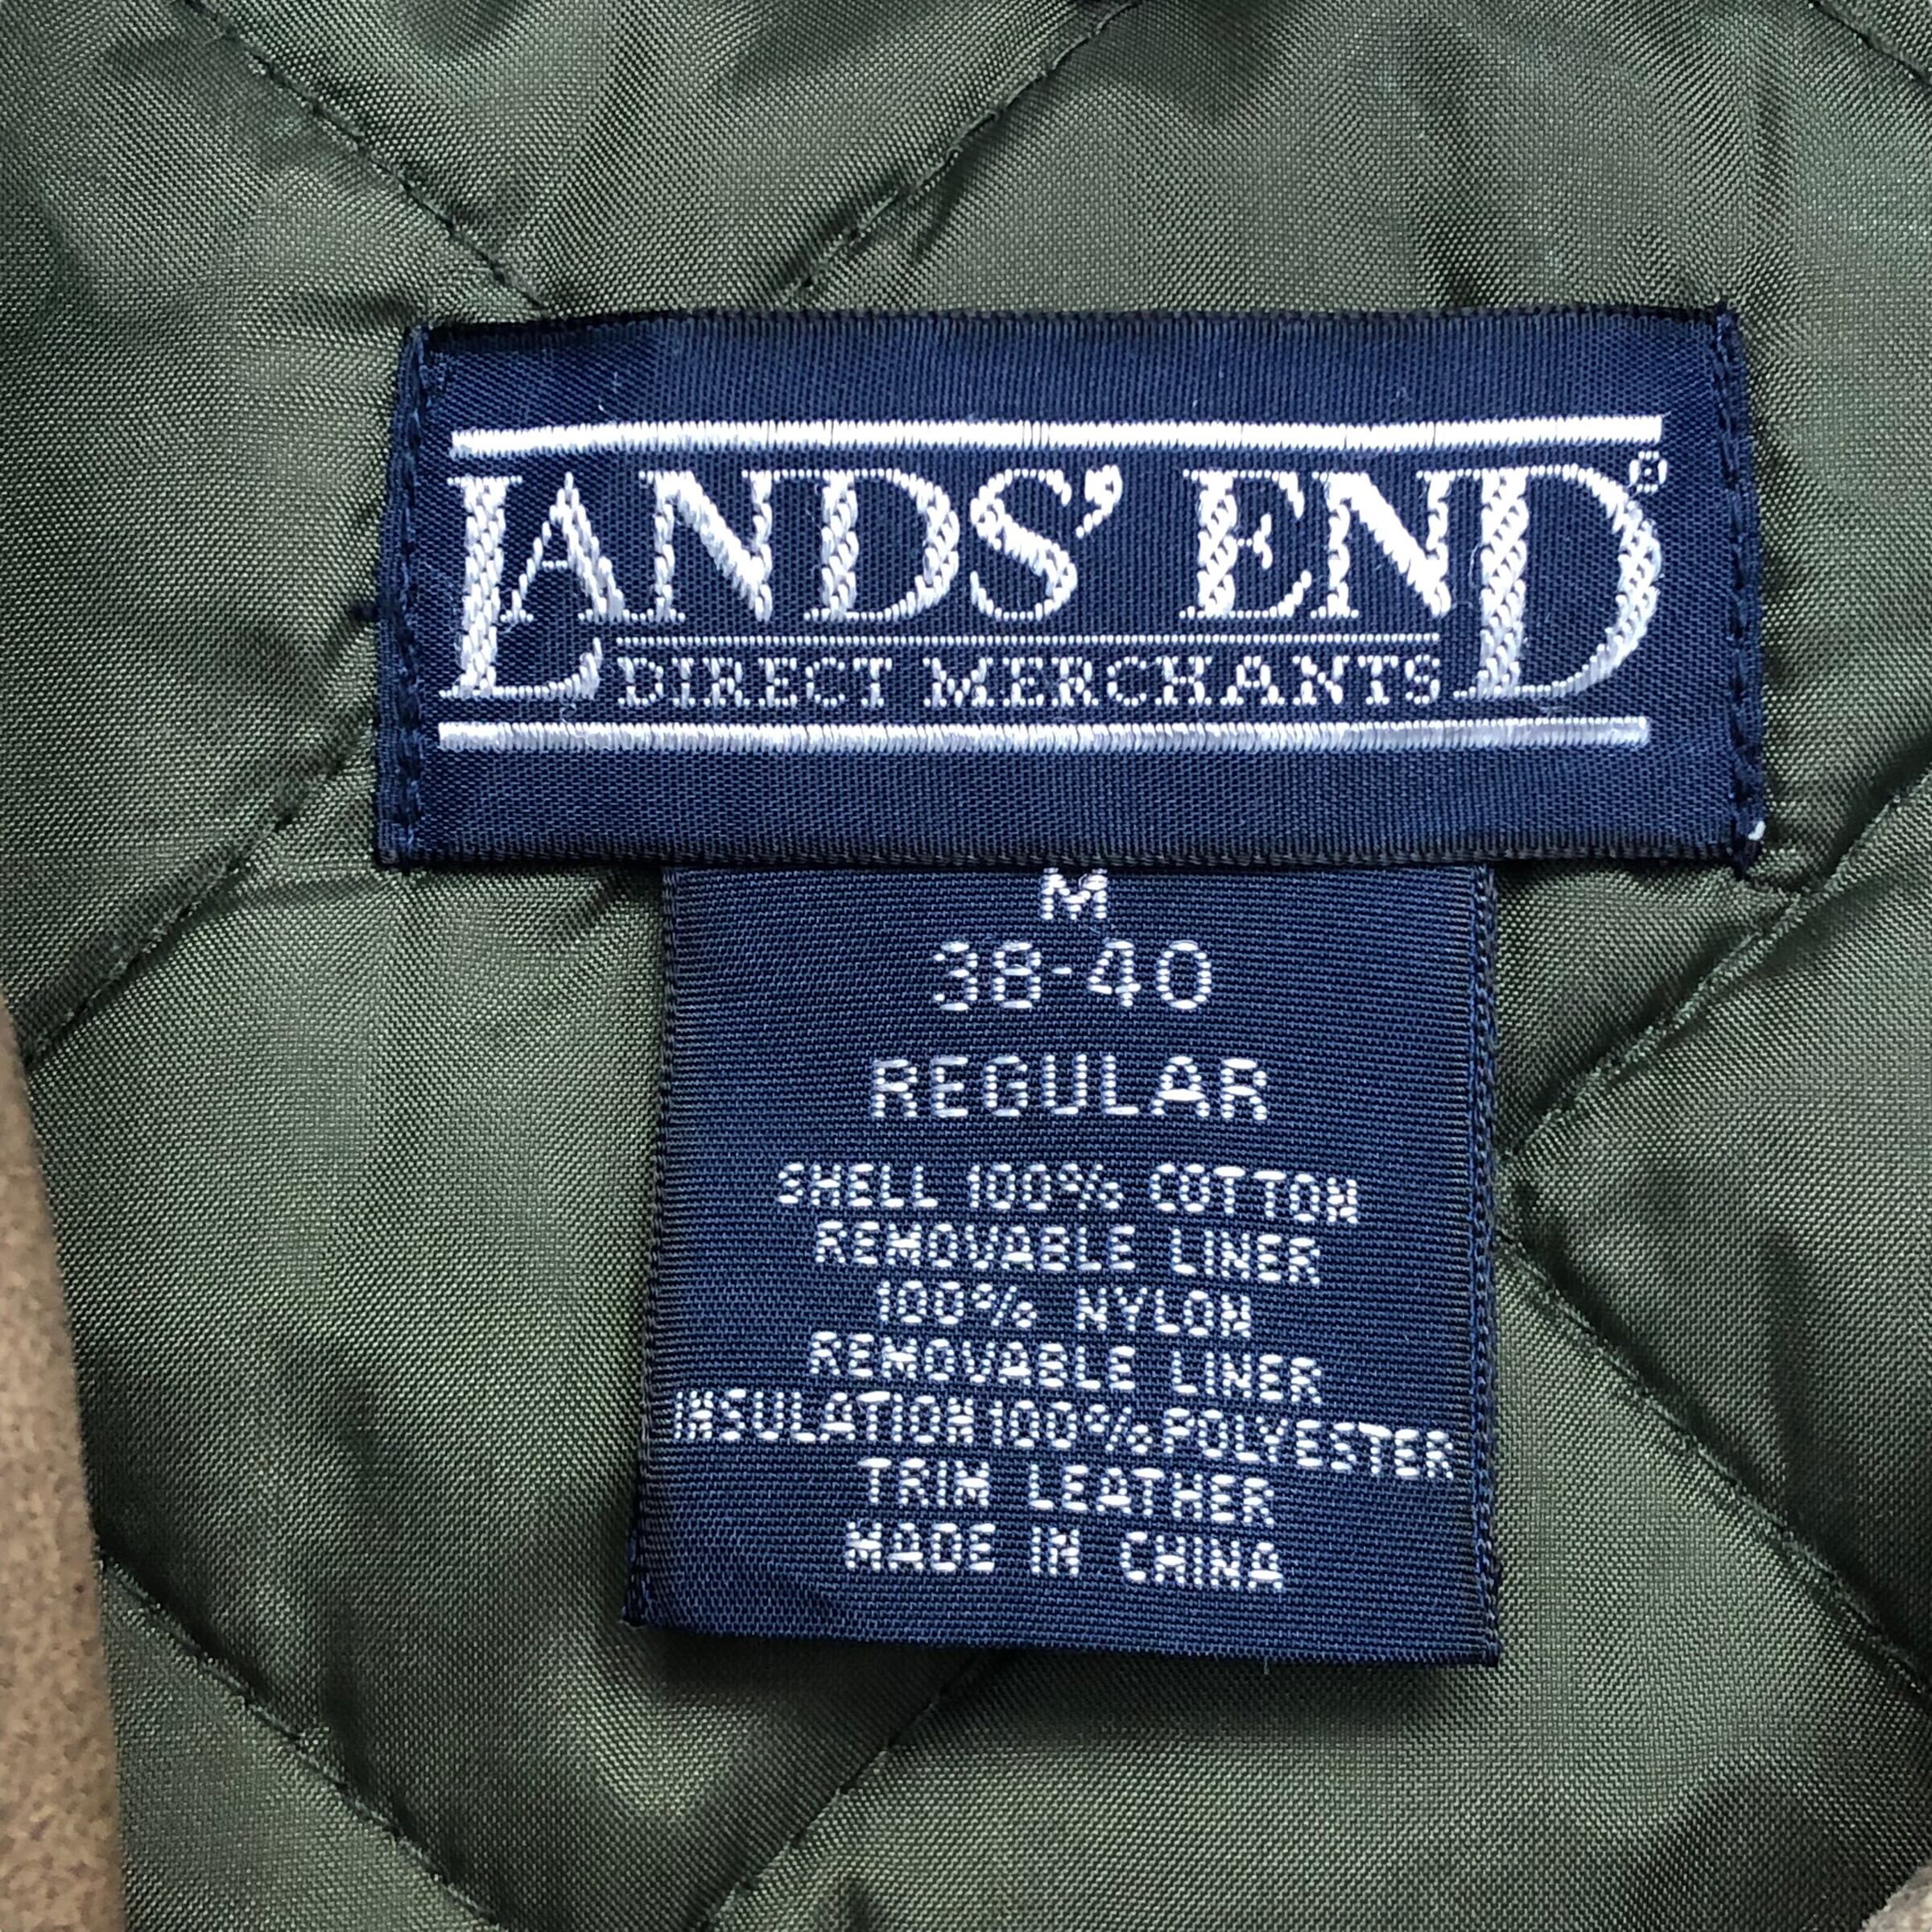 LANDS' END®
DIRECT MERCHANTS
M
38-40
REGULAR
SHELL 100% COTTON
REMOVABLE LINER
100% NYLON
REMOVABLE LINER
INSULATION 100% POLYESTER
TRIM LEATHER
MADE IN CHINA